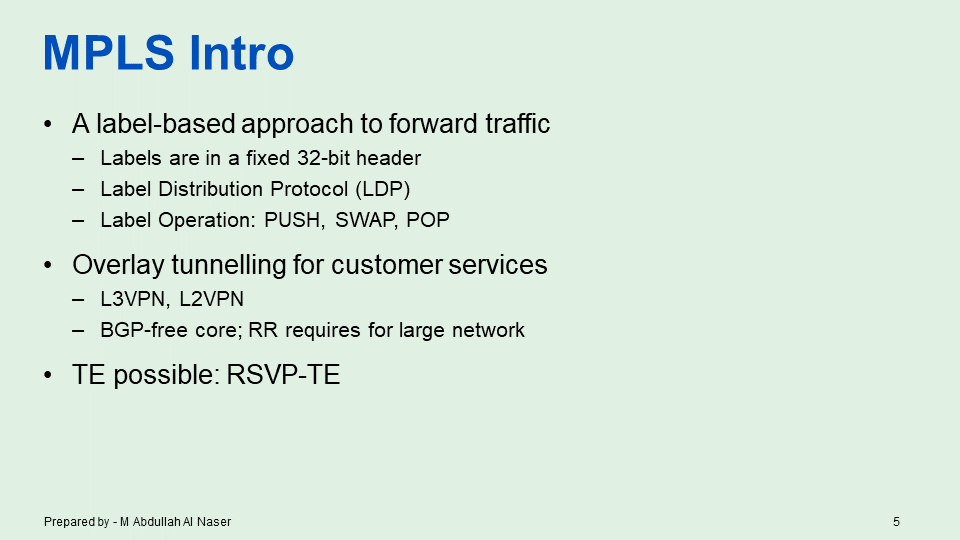 MPLS Intro
• A label-based approach to forward traffic
– Labels are in a fixed 32-bit header
– Label Distribution Protocol (LDP)
– Label Operation: PUSH, SWAP, POP
• Overlay tunnelling for customer services
– L3VPN, L2VPN
– BGP-free core; RR requires for large network
• TE possible: RSVP-TE
Prepared by - M Abdullah Al Naser
5